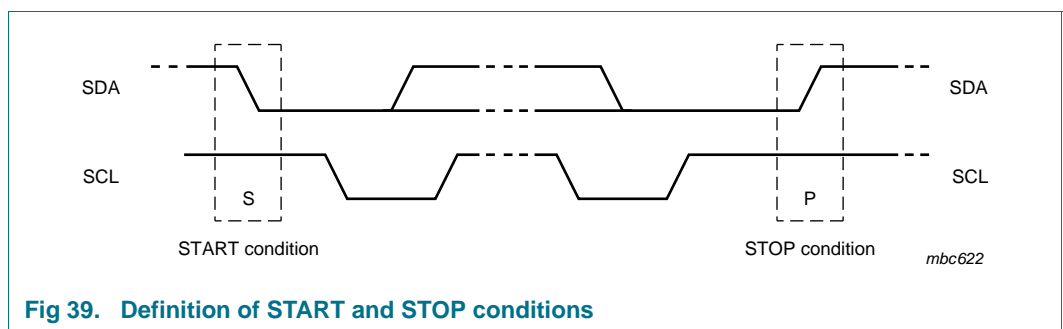 SDA
SDA
SCL
SCL
S
P
START condition
STOP condition
mbc622
Fig 39. Definition of START and STOP conditions